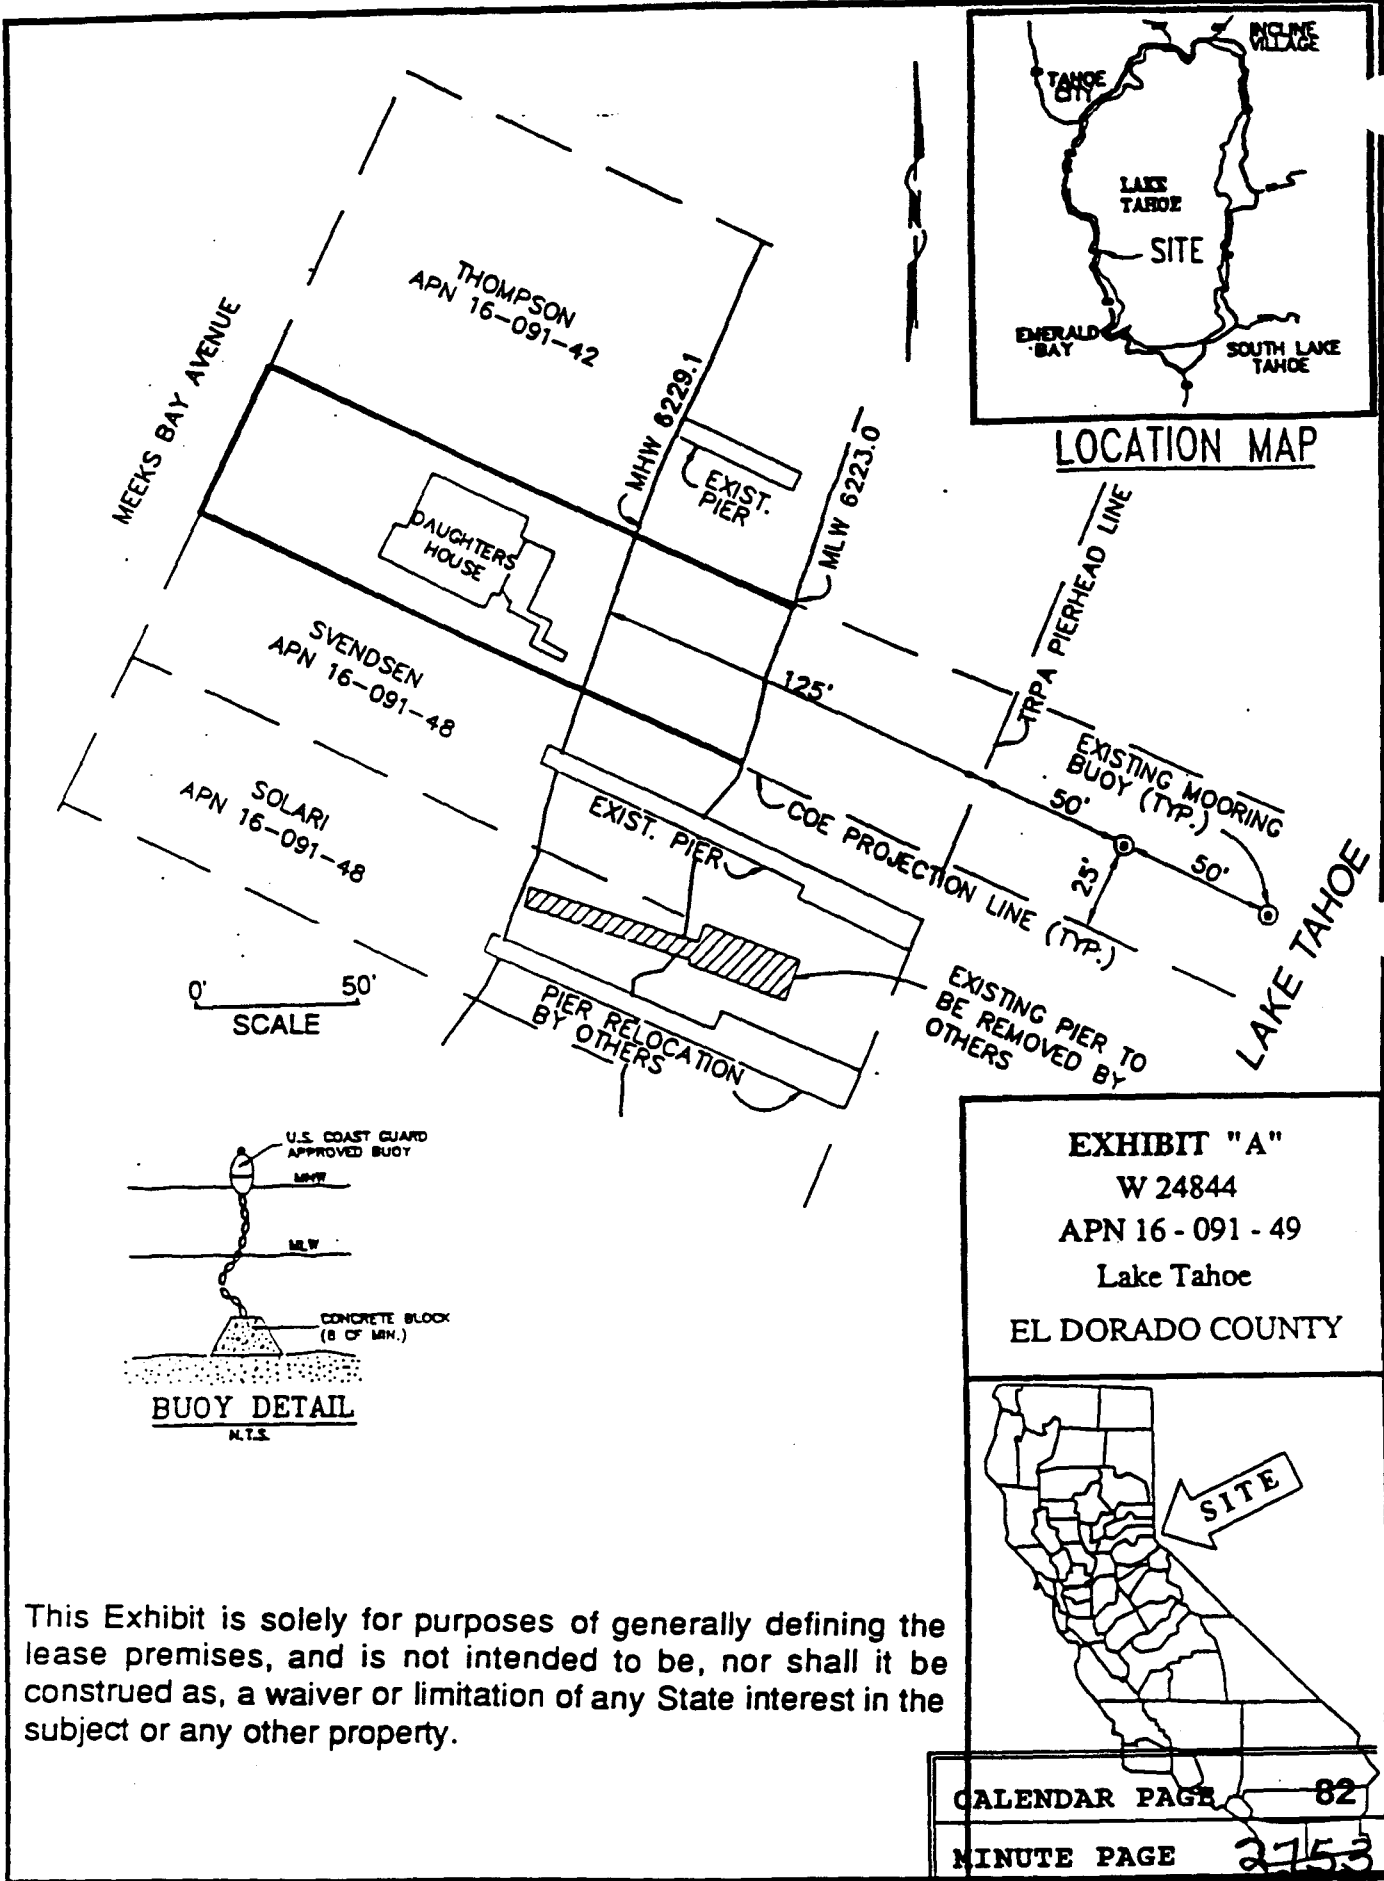 INCLINE
VILLAGE
TAHOE
CITY
LAKE
TAHOE
SITE
EMERALD
BAY
SOUTH LAKE
TAHOE
LOCATION MAP
THOMPSON
APN 16-091-42
MEEKS BAY AVENUE
MHW 6229.1
EXIST.
PIER
MLW 6223.0
TRPA PIERHEAD LINE
DAUGHTERS
HOUSE
SVENDSEN
APN 16-091-48
SOLARI
APN 16-091-48
125'
EXISTING MOORING
BUOY (TYP.)
50'
50'
25'
EXIST. PIER
COE PROJECTION LINE (TYP.)
LAKE TAHOE
EXISTING PIER TO
BE REMOVED BY
OTHERS
PIER RELOCATION
BY OTHERS
0' 50'
SCALE
U.S. COAST GUARD
APPROVED BUOY
MHW
MLW
CONCRETE BLOCK
(8 CF MIN.)
BUOY DETAIL
N.T.S.
EXHIBIT "A"
W 24844
APN 16 - 091 - 49
Lake Tahoe
EL DORADO COUNTY
SITE
This Exhibit is solely for purposes of generally defining the
lease premises, and is not intended to be, nor shall it be
construed as, a waiver or limitation of any State interest in the
subject or any other property.
CALENDAR PAGE 82
MINUTE PAGE 2753